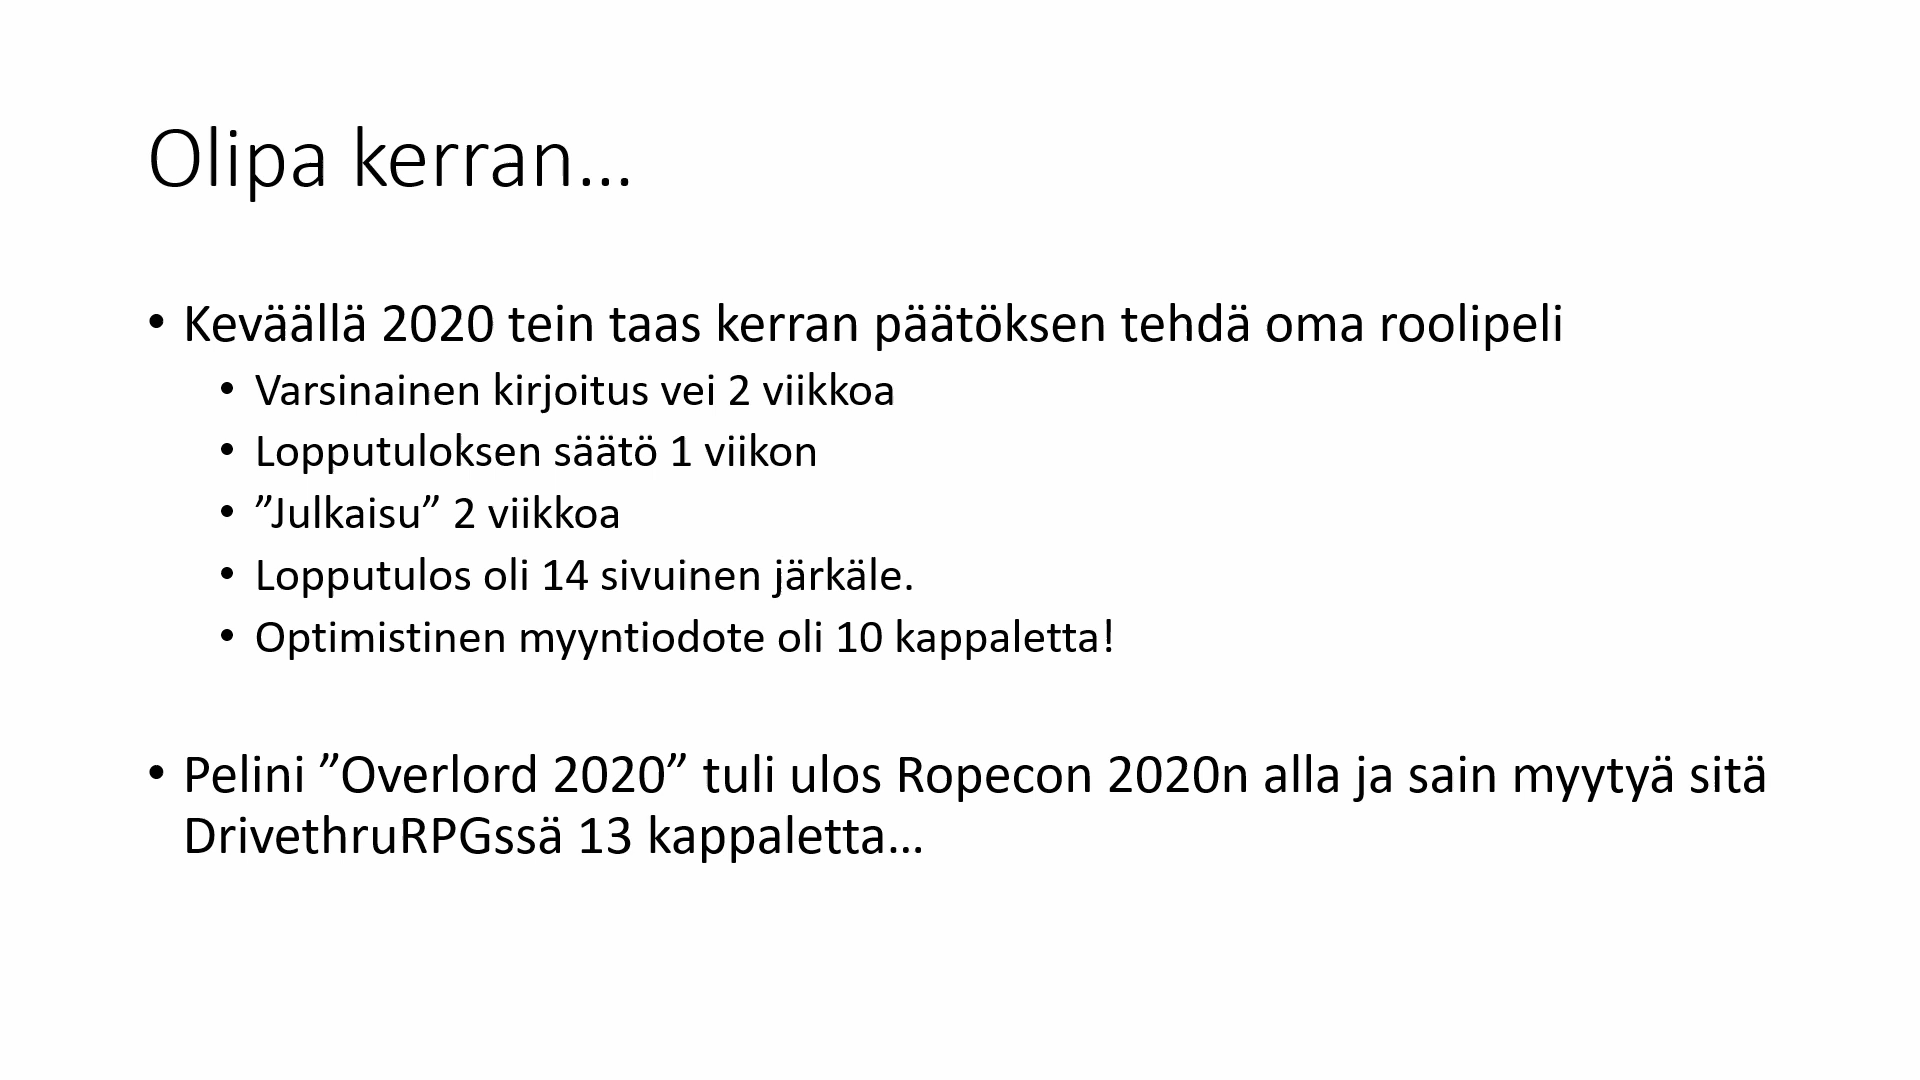 Olipa kerran…
• Keväällä 2020 tein taas kerran päätöksen tehdä oma roolipeli
• Varsinainen kirjoitus vei 2 viikkoa
• Lopputuloksen säätö 1 viikon
• ”Julkaisu” 2 viikkoa
• Lopputulos oli 14 sivuinen järkäle.
• Optimistinen myyntiodote oli 10 kappaletta!
• Pelini ”Overlord 2020” tuli ulos Ropecon 2020n alla ja sain myytyä sitä
DrivethruRPGssä 13 kappaletta…